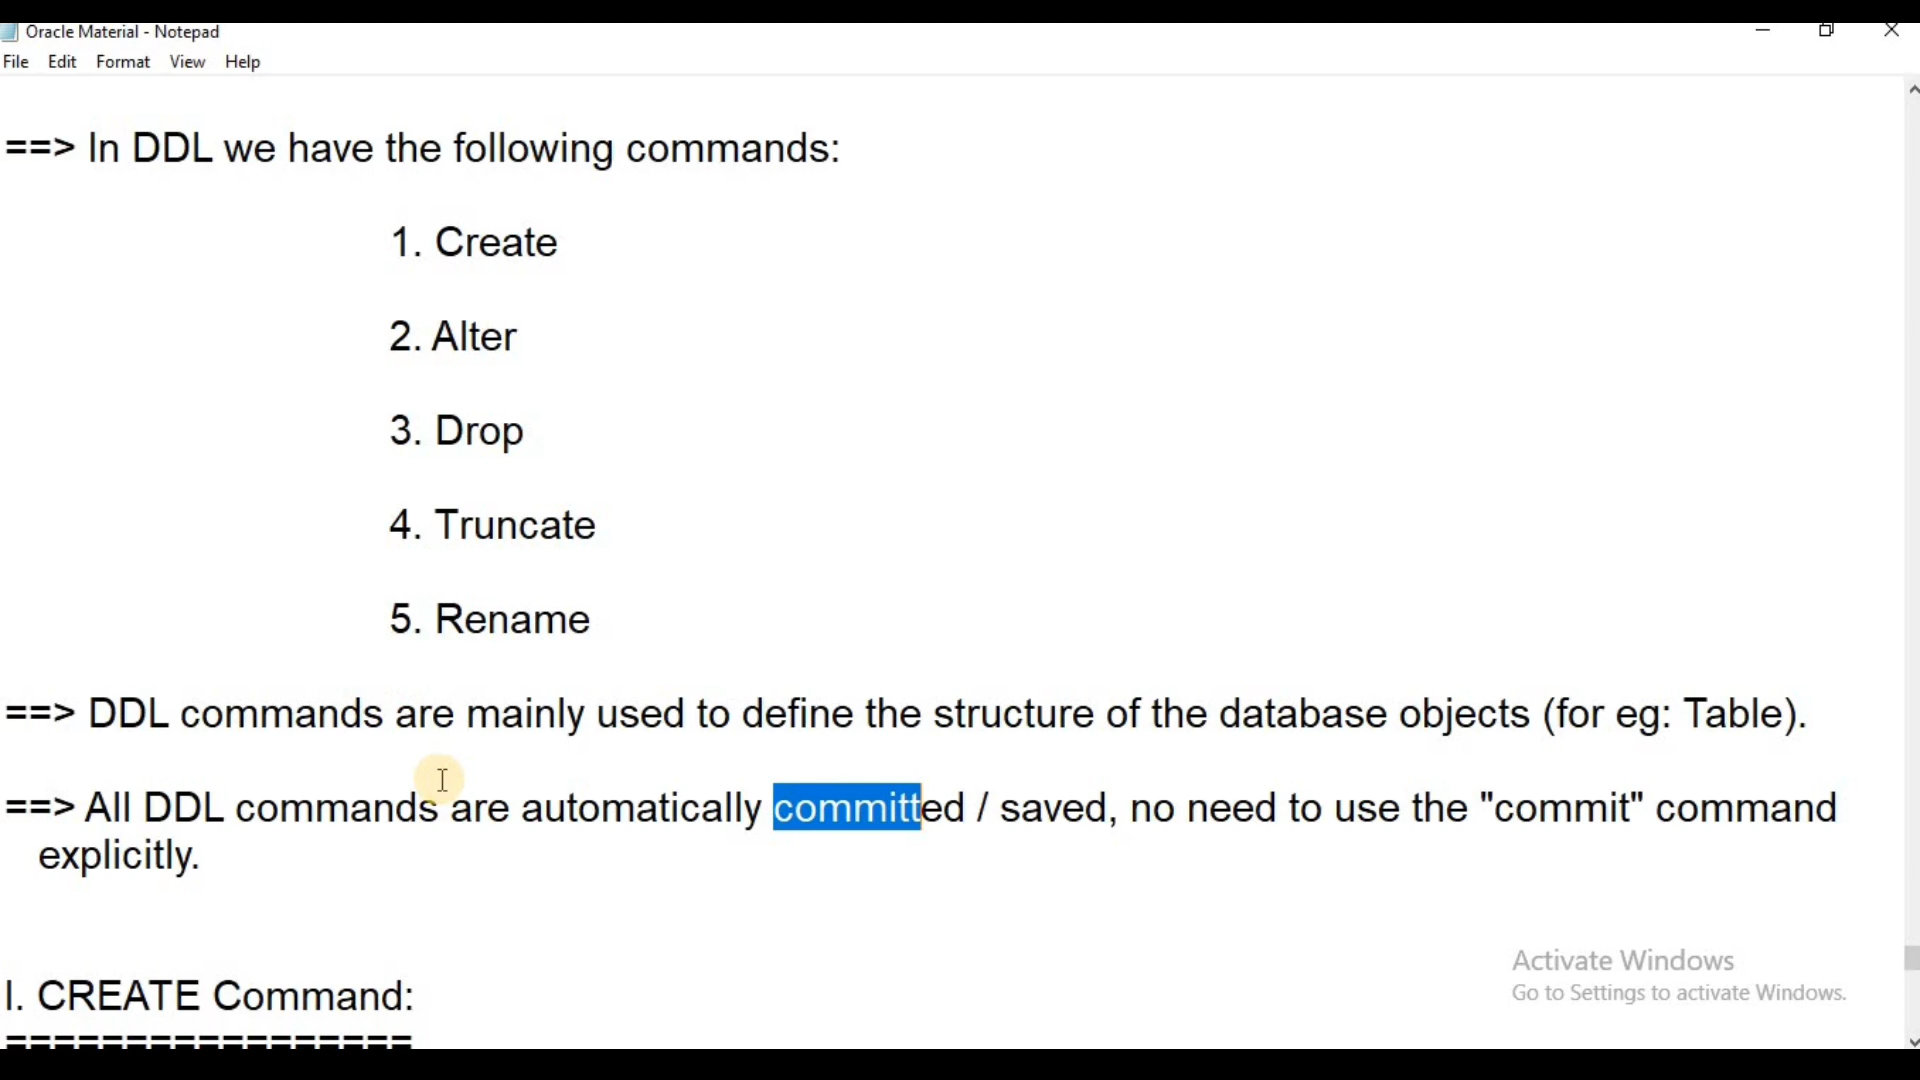 Oracle Material - Notepad
File Edit Format View Help
==> In DDL we have the following commands:
1. Create
2. Alter
3. Drop
4. Truncate
5. Rename
==> DDL commands are mainly used to define the structure of the database objects (for eg: Table).
==> All DDL commands are automatically committed / saved, no need to use the "commit" command
explicitly.
I. CREATE Command:
=================
Activate Windows
Go to Settings to activate Windows.